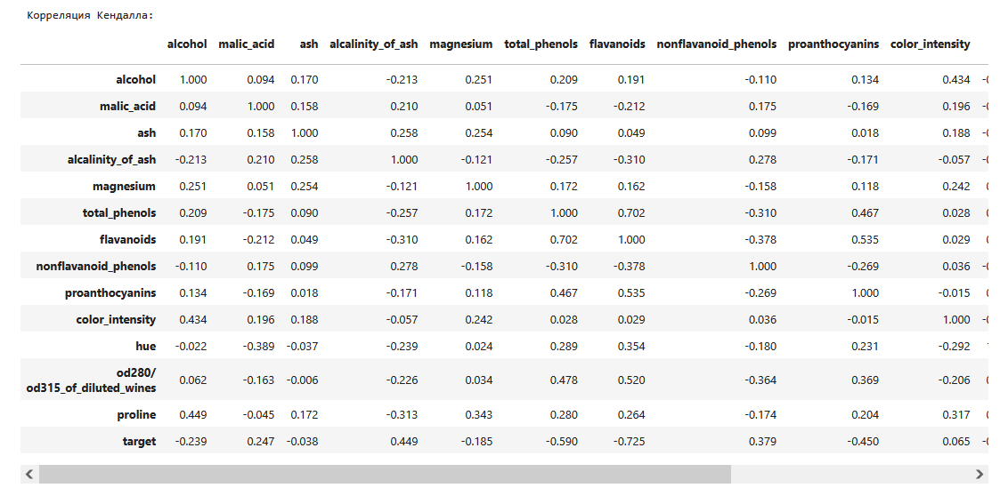 Корреляция Кендалла:
alcohol malic_acid ash alcalinity_of_ash magnesium total_phenols flavanoids nonflavanoid_phenols proanthocyanins color_intensity
alcohol 1.000 0.094 0.170 -0.213 0.251 0.209 0.191 -0.110 0.134 0.434
malic_acid 0.094 1.000 0.158 0.210 0.051 -0.175 -0.212 0.175 -0.169 0.196
ash 0.170 0.158 1.000 0.258 0.254 0.090 0.049 0.099 0.018 0.188
alcalinity_of_ash -0.213 0.210 0.258 1.000 -0.121 -0.257 -0.310 0.278 -0.171 -0.057
magnesium 0.251 0.051 0.254 -0.121 1.000 0.172 0.162 -0.158 0.118 0.242
total_phenols 0.209 -0.175 0.090 -0.257 0.172 1.000 0.702 -0.310 0.467 0.028
flavanoids 0.191 -0.212 0.049 -0.310 0.162 0.702 1.000 -0.378 0.535 0.029
nonflavanoid_phenols -0.110 0.175 0.099 0.278 -0.158 -0.310 -0.378 1.000 -0.269 0.036
proanthocyanins 0.134 -0.169 0.018 -0.171 0.118 0.467 0.535 -0.269 1.000 -0.015
color_intensity 0.434 0.196 0.188 -0.057 0.242 0.028 0.029 0.036 -0.015 1.000
hue -0.022 -0.389 -0.037 -0.239 0.024 0.289 0.354 -0.180 0.231 -0.292
od280/
od315_of_diluted_wines 0.062 -0.163 -0.006 -0.226 0.034 0.478 0.520 -0.364 0.369 -0.206
proline 0.449 -0.045 0.172 -0.313 0.343 0.280 0.264 -0.174 0.204 0.317
target -0.239 0.247 -0.038 0.449 -0.185 -0.590 -0.725 0.379 -0.450 0.065